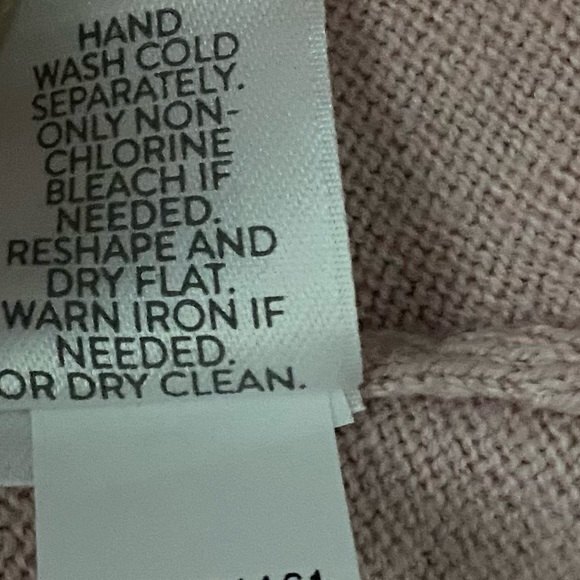 HAND
WASH COLD
SEPARATELY.
ONLY NON-
CHLORINE
BLEACH IF
NEEDED.
RESHAPE AND
DRY FLAT.
WARN IRON IF
NEEDED.
OR DRY CLEAN.